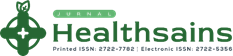 JURNAL
Healthsains
Printed ISSN: 2722-7782 | Electronic ISSN: 2722-5356